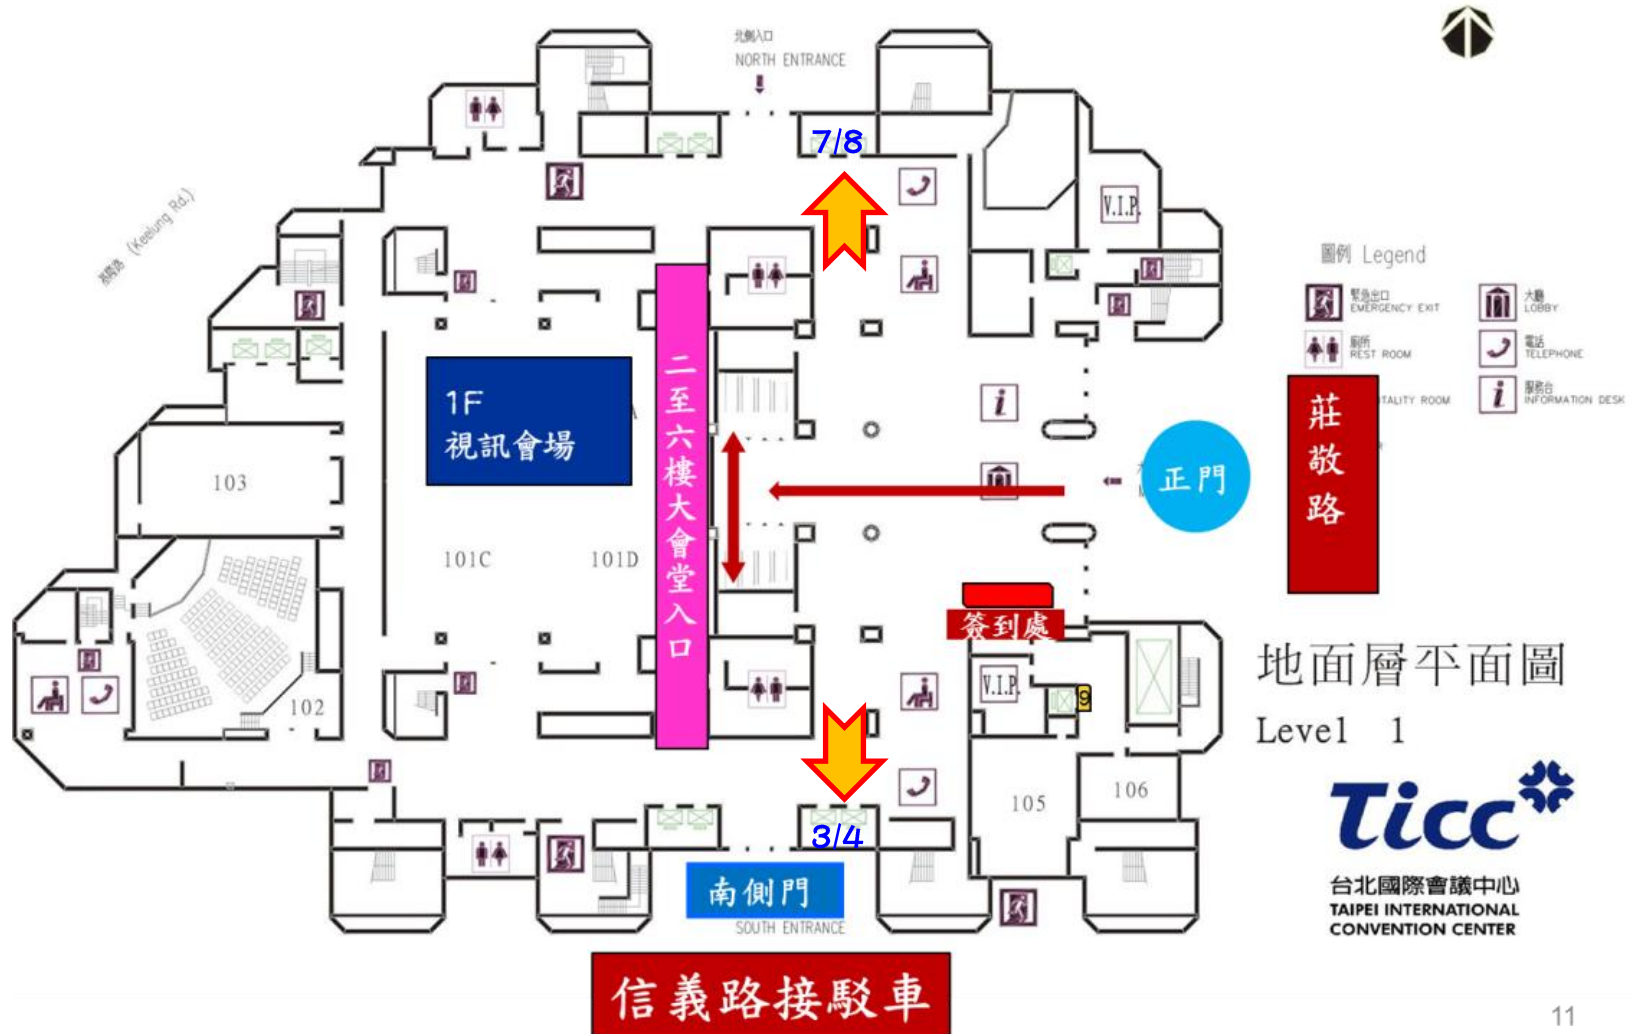 北側入口
NORTH ENTRANCE
7/8
V.I.P.
基隆路 (Keelung Rd.)
圖例 Legend
緊急出口
EMERGENCY EXIT
大廳
LOBBY
廁所
REST ROOM
電話
TELEPHONE
ITALITY ROOM
服務台
INFORMATION DESK
1F
視訊會場
二至六樓大會堂入口
莊敬路
正門
103
101C
101D
簽到處
102
V.I.P.
9
地面層平面圖
Level 1
105
106
3/4
南側門
SOUTH ENTRANCE
信義路接駁車
Ticc
台北國際會議中心
TAIPEI INTERNATIONAL
CONVENTION CENTER
11